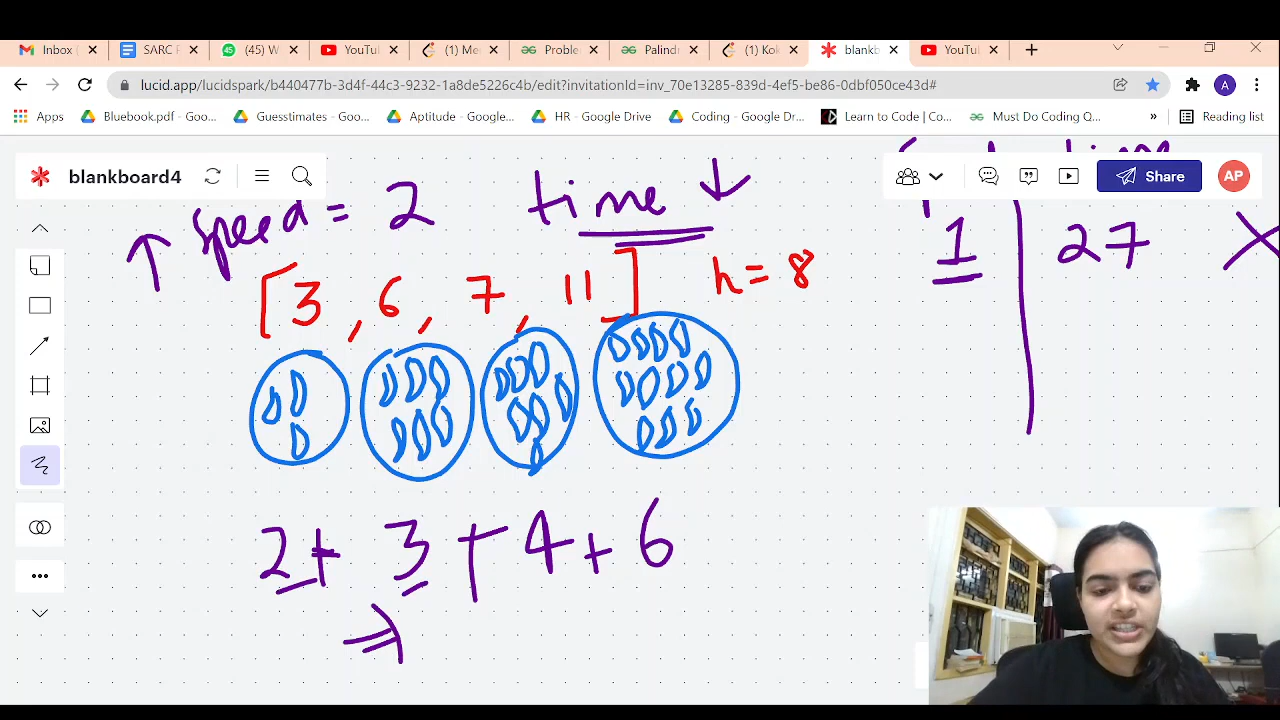 Inbox (
SARC F
(45) W
YouTu
(1) Me
Proble
Palindr
(1) Kok
blankb
YouTul
lucid.app/lucidspark/b440477b-3d4f-44c3-9232-1a8de5226c4b/edit?invitationId=inv_70e13285-839d-4ef5-be86-0dbf050ce43d#
A
Apps
Bluebook.pdf - Goo...
Guesstimates - Goo...
Aptitude - Google...
HR - Google Drive
Coding - Google Dr...
Learn to Code | Co...
Must Do Coding Q...
»
Reading list
blankboard4
Share
AP
↑ speed = 2 time ↓
1 27 X
[3, 6, 7, 11] h = 8
2 + 3 + 4 + 6
⇒